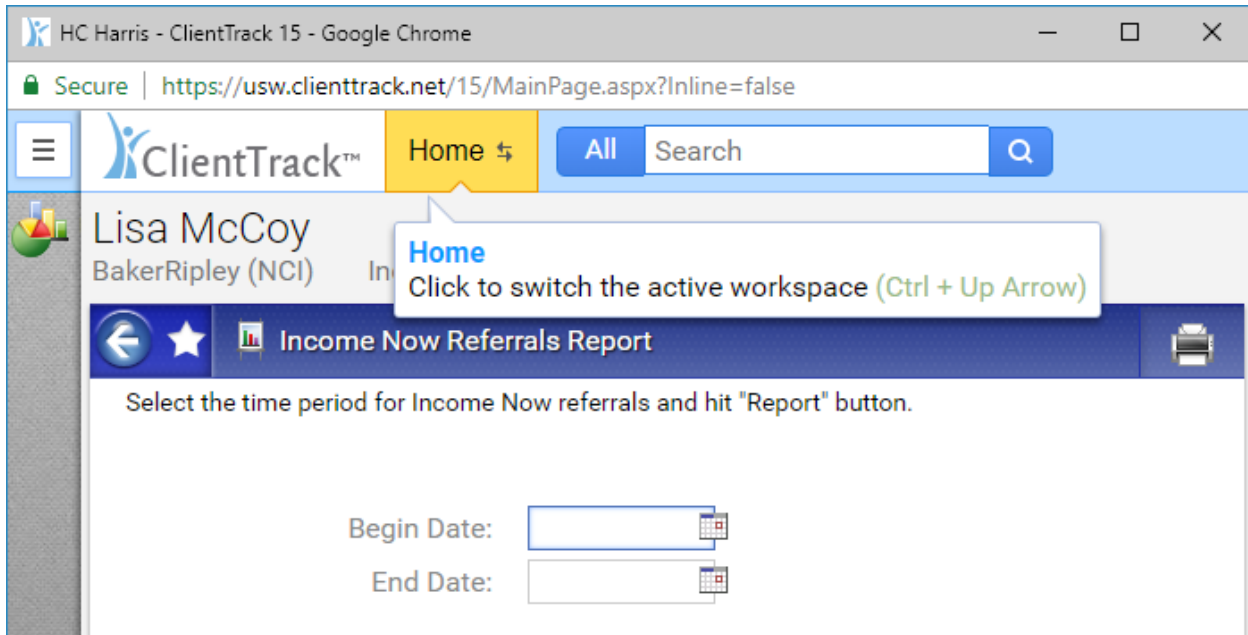 HC Harris - ClientTrack 15 - Google Chrome
Secure | https://usw.clienttrack.net/15/MainPage.aspx?Inline=false
ClientTrack™ Home All Search
Lisa McCoy
BakerRipley (NCI)
Home
Click to switch the active workspace (Ctrl + Up Arrow)
Income Now Referrals Report
Select the time period for Income Now referrals and hit "Report" button.
Begin Date:
End Date: